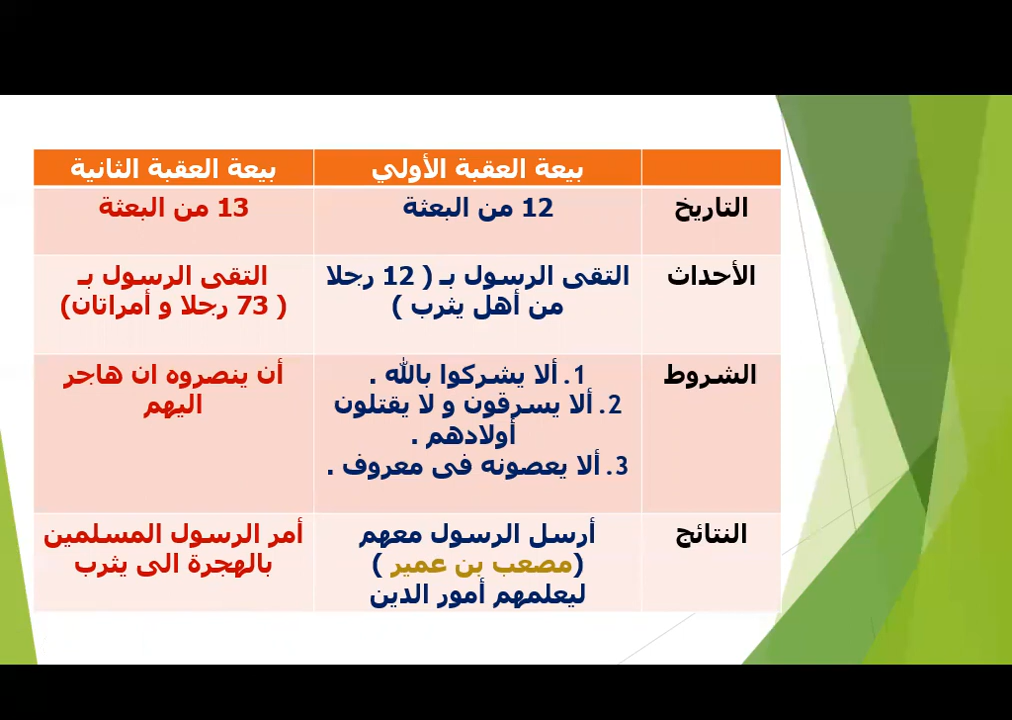 بيعة العقبة الأولي
بيعة العقبة الثانية
التاريخ
12 من البعثة
13 من البعثة
الأحداث
التقى الرسول بـ ( 12 رجلا
من أهل يثرب )
التقى الرسول بـ
( 73 رجلا و أمراتان)
الشروط
1. ألا يشركوا بالله .
2. ألا يسرقون و لا يقتلون
أولادهم .
3. ألا يعصونه فى معروف .
أن ينصروه ان هاجر
اليهم
النتائج
أرسل الرسول معهم
(مصعب بن عمير )
ليعلمهم أمور الدين
أمر الرسول المسلمين
بالهجرة الى يثرب